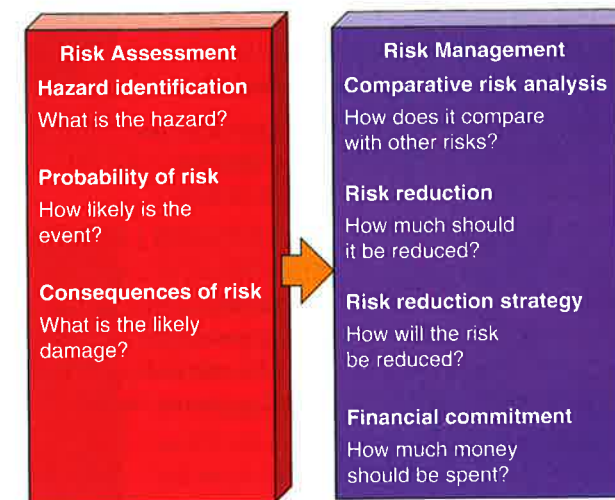 Risk Assessment
Hazard identification
What is the hazard?
Probability of risk
How likely is the
event?
Consequences of risk
What is the likely
damage?
Risk Management
Comparative risk analysis
How does it compare
with other risks?
Risk reduction
How much should
it be reduced?
Risk reduction strategy
How will the risk
be reduced?
Financial commitment
How much money
should be spent?